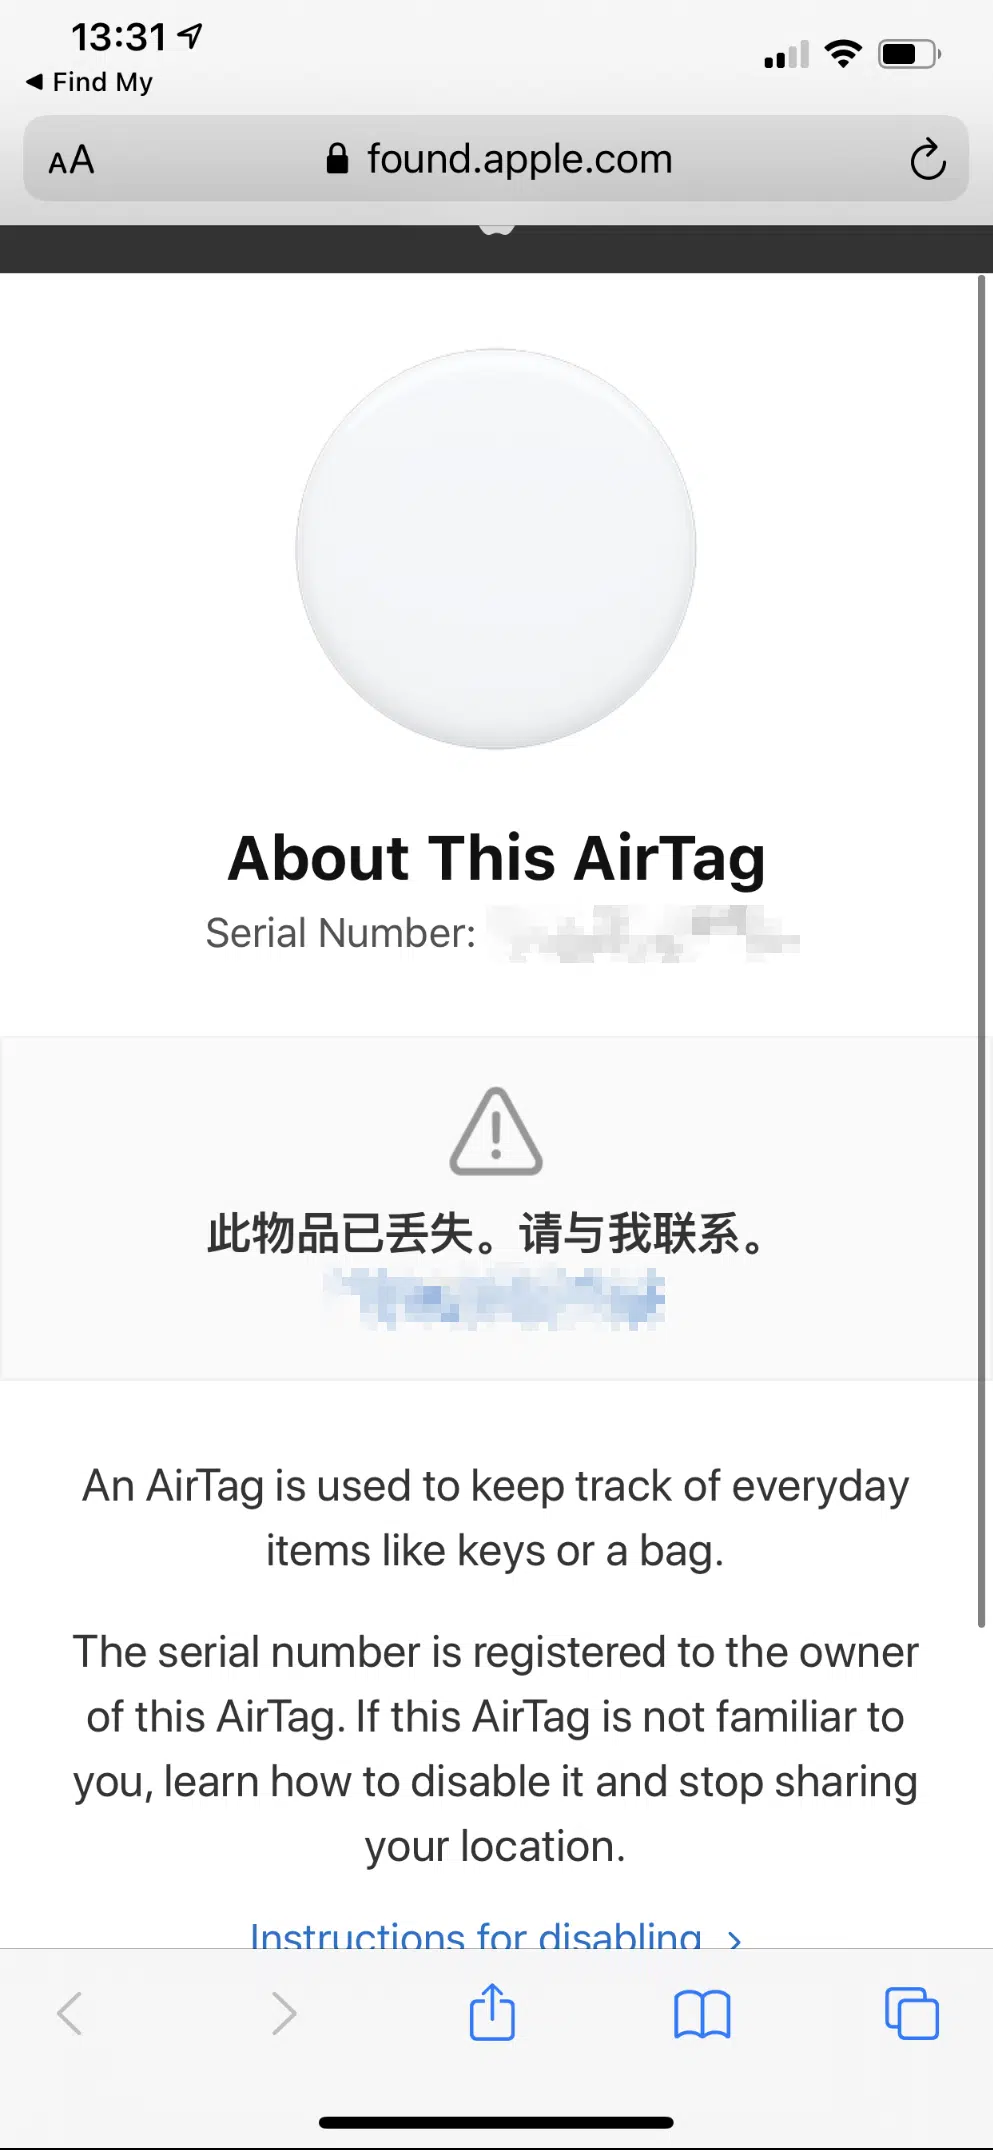 13:31
Find My
AA
found.apple.com
About This AirTag
Serial Number:
此物品已丢失。请与我联系。
An AirTag is used to keep track of everyday
items like keys or a bag.
The serial number is registered to the owner
of this AirTag. If this AirTag is not familiar to
you, learn how to disable it and stop sharing
your location.
Instructions for disabling